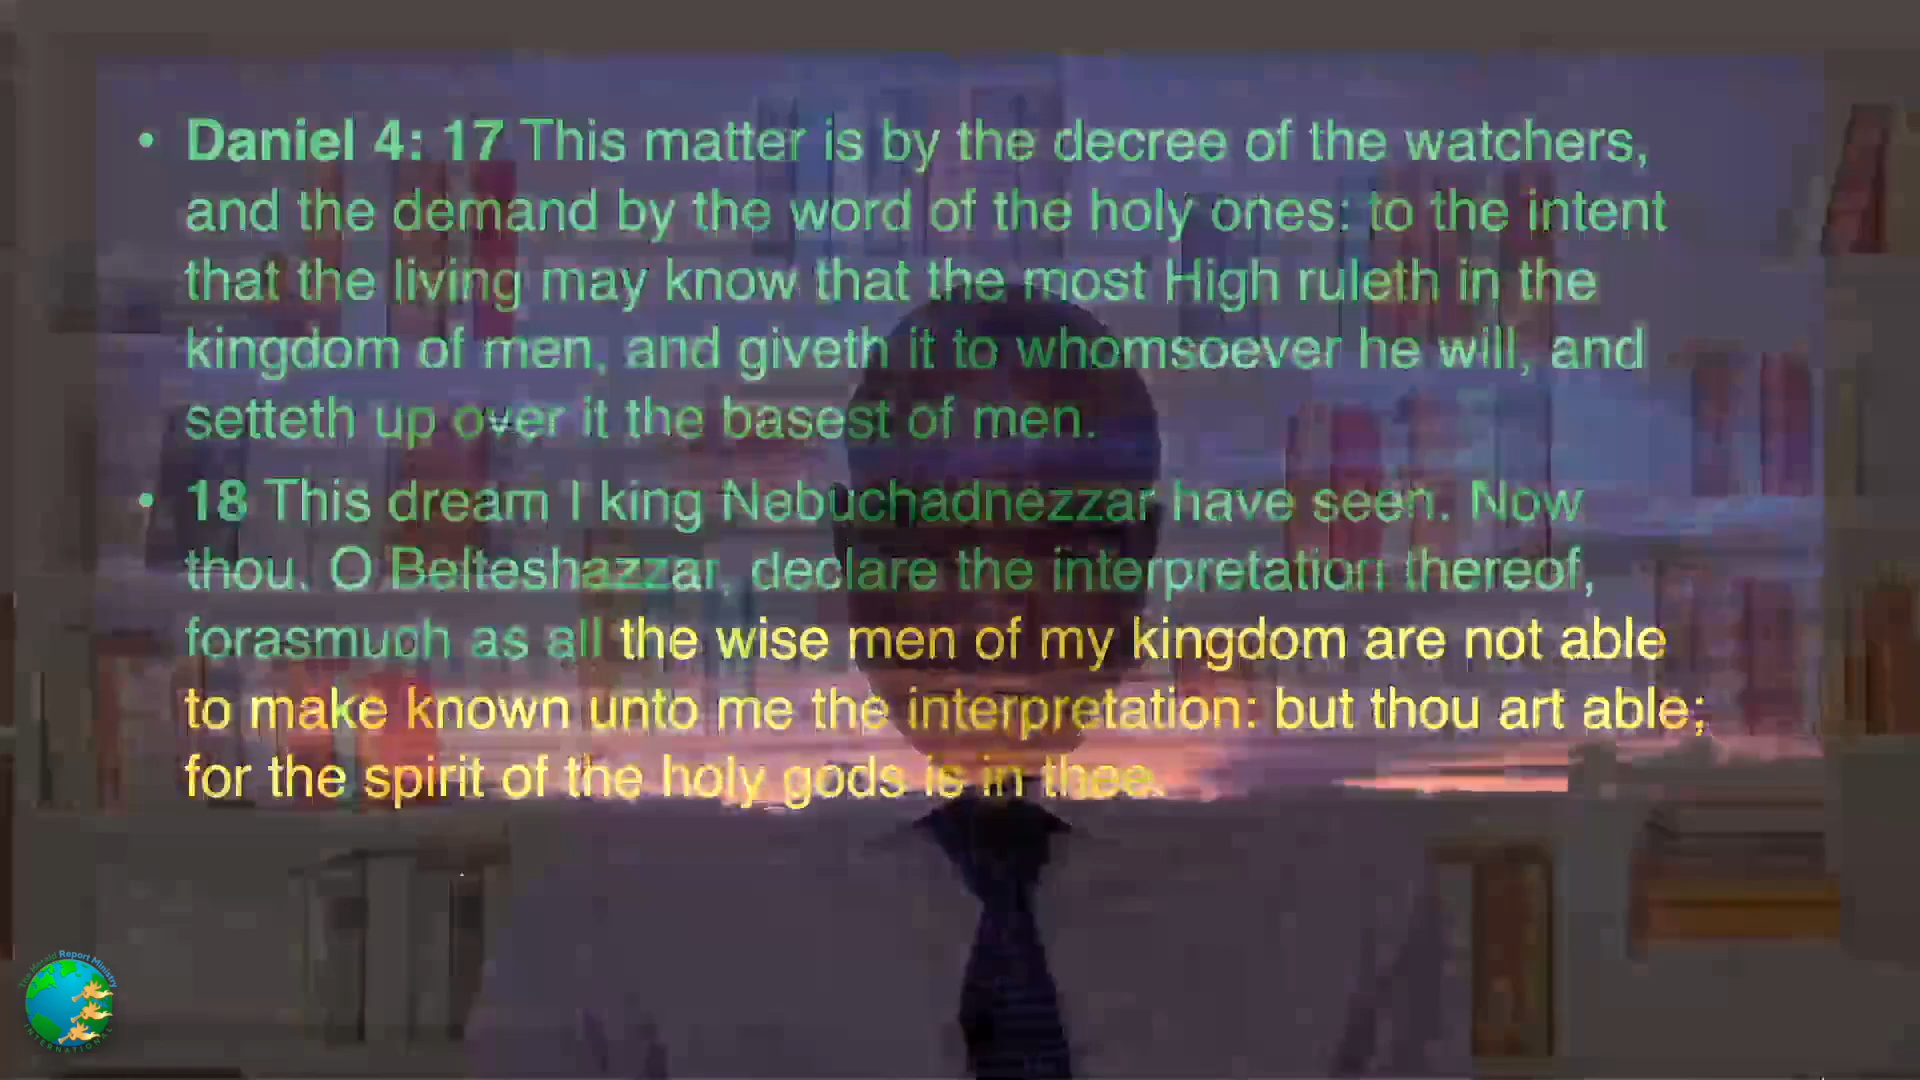 • Daniel 4: 17 This matter is by the decree of the watchers,
and the demand by the word of the holy ones: to the intent
that the living may know that the most High ruleth in the
kingdom of men, and giveth it to whomsoever he will, and
setteth up over it the basest of men.
• 18 This dream I king Nebuchadnezzar have seen. Now
thou, O Belteshazzar, declare the interpretation thereof,
forasmuch as all the wise men of my kingdom are not able
to make known unto me the interpretation: but thou art able;
for the spirit of the holy gods is in thee.
The Herald Report Ministry
INTERNATIONAL